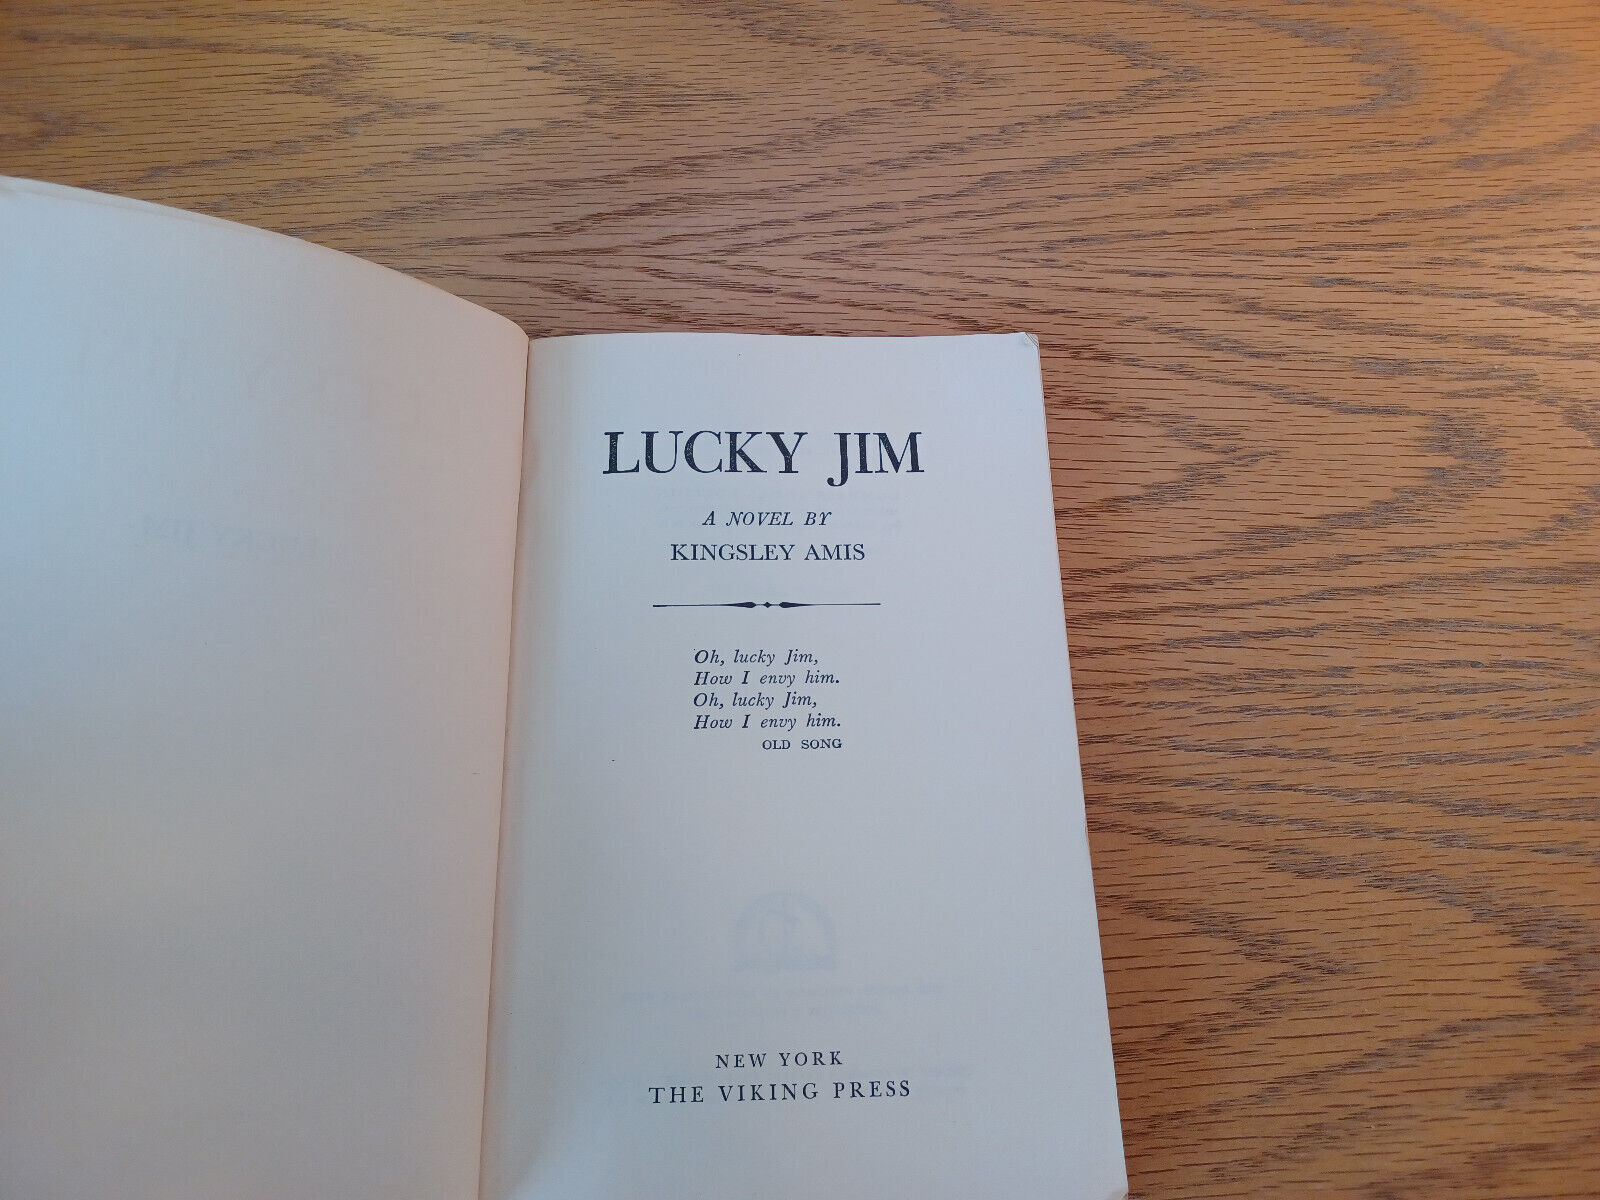 LUCKY JIM
A NOVEL BY
KINGSLEY AMIS
Oh, lucky Jim,
How I envy him.
Oh, lucky Jim,
How I envy him.
OLD SONG
NEW YORK
THE VIKING PRESS